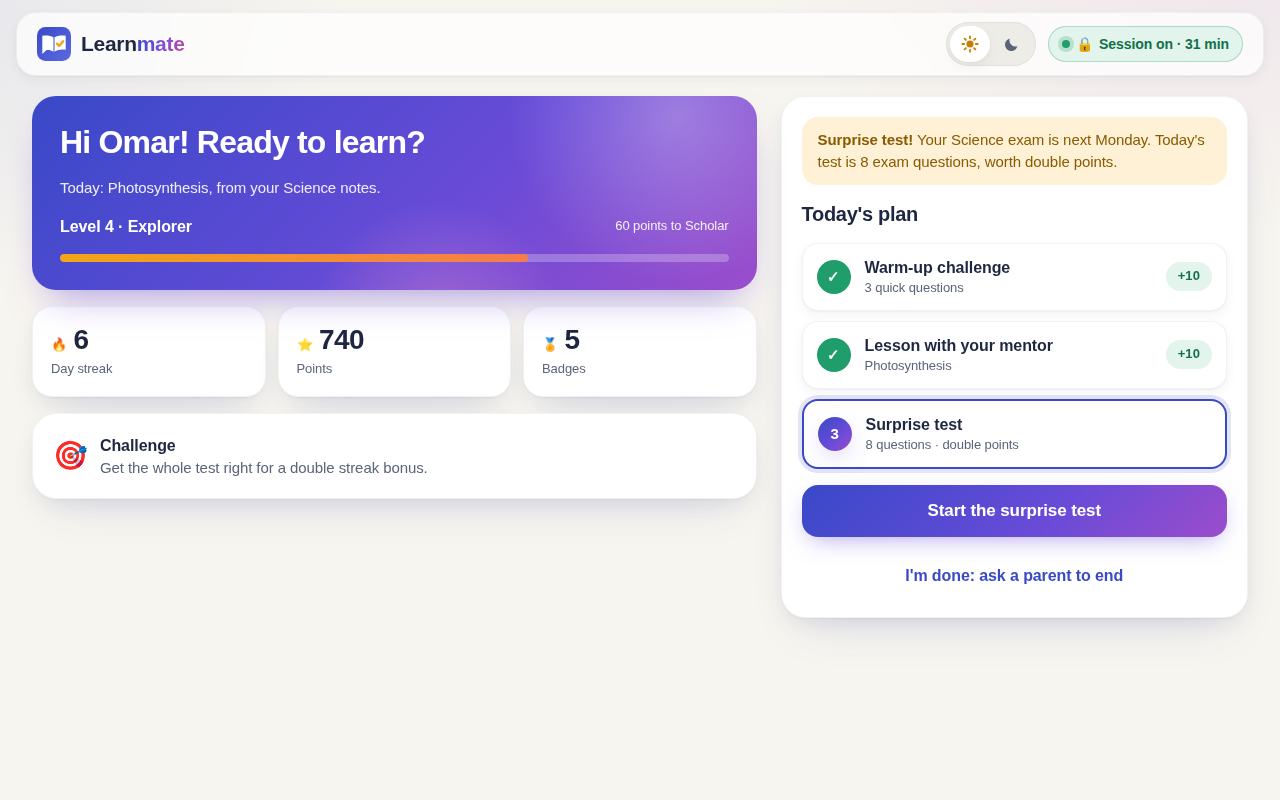 Learnmate
Session on · 31 min
Hi Omar! Ready to learn?
Today: Photosynthesis, from your Science notes.
Level 4 · Explorer
60 points to Scholar
6
Day streak
740
Points
5
Badges
Challenge
Get the whole test right for a double streak bonus.
Surprise test! Your Science exam is next Monday. Today's
test is 8 exam questions, worth double points.
Today's plan
Warm-up challenge
3 quick questions
+10
Lesson with your mentor
Photosynthesis
+10
3
Surprise test
8 questions · double points
Start the surprise test
I'm done: ask a parent to end